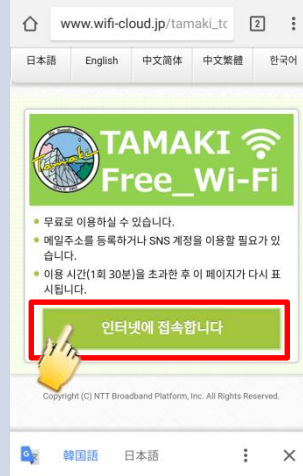 www.wifi-cloud.jp/tamaki_tc
2
日本語 English 中文简体 中文繁體 한국어
TAMAKI
Free_Wi-Fi
무료로 이용하실 수 있습니다.
메일주소를 등록하거나 SNS 계정을 이용할 필요가 있
습니다.
이용 시간(1회 30분)을 초과한 후 이 페이지가 다시 표
시됩니다.
인터넷에 접속합니다
Copyright (C) NTT Broadband Platform, Inc. All Rights Reserved.
韓国語 日本語